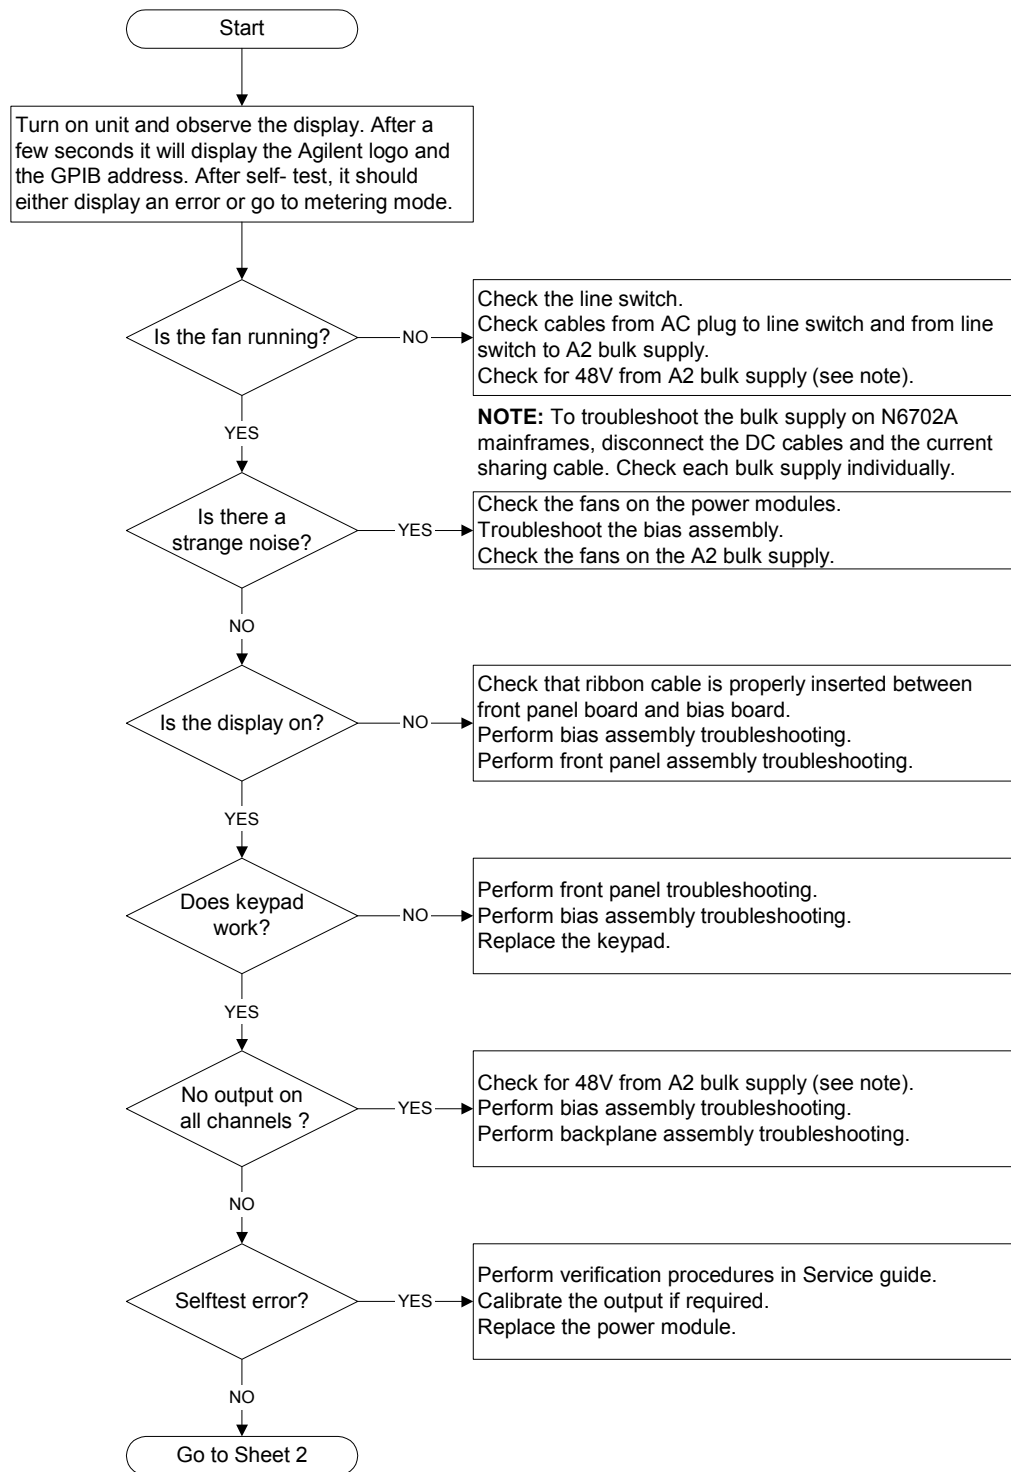 Start
Turn on unit and observe the display. After a
few seconds it will display the Agilent logo and
the GPIB address. After self- test, it should
either display an error or go to metering mode.
Is the fan running?
NO
Check the line switch.
Check cables from AC plug to line switch and from line
switch to A2 bulk supply.
Check for 48V from A2 bulk supply (see note).
YES
NOTE: To troubleshoot the bulk supply on N6702A
mainframes, disconnect the DC cables and the current
sharing cable. Check each bulk supply individually.
Is there a
strange noise?
YES
Check the fans on the power modules.
Troubleshoot the bias assembly.
Check the fans on the A2 bulk supply.
NO
Is the display on?
NO
Check that ribbon cable is properly inserted between
front panel board and bias board.
Perform bias assembly troubleshooting.
Perform front panel assembly troubleshooting.
YES
Does keypad
work?
NO
Perform front panel troubleshooting.
Perform bias assembly troubleshooting.
Replace the keypad.
YES
No output on
all channels ?
YES
Check for 48V from A2 bulk supply (see note).
Perform bias assembly troubleshooting.
Perform backplane assembly troubleshooting.
NO
Selftest error?
YES
Perform verification procedures in Service guide.
Calibrate the output if required.
Replace the power module.
NO
Go to Sheet 2